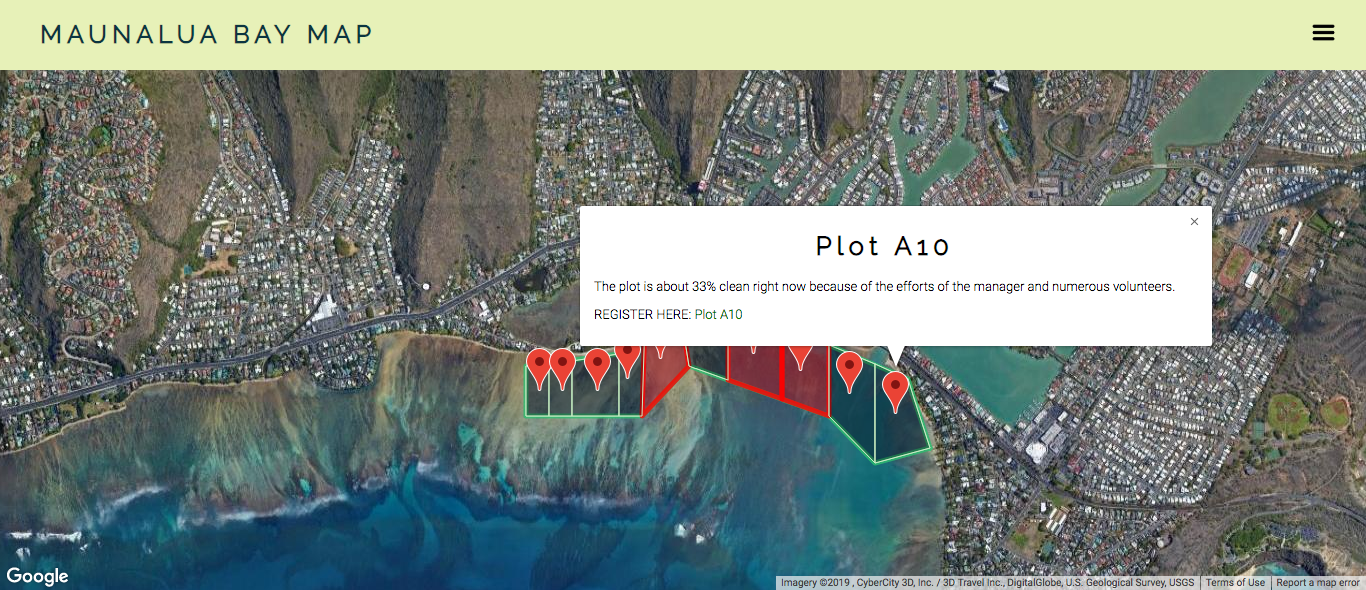 MAUNALUA BAY MAP
×
Plot A10
The plot is about 33% clean right now because of the efforts of the manager and numerous volunteers.
REGISTER HERE: Plot A10
Google
Imagery ©2019 , CyberCity 3D, Inc. / 3D Travel Inc., DigitalGlobe, U.S. Geological Survey, USGS Terms of Use Report a map error